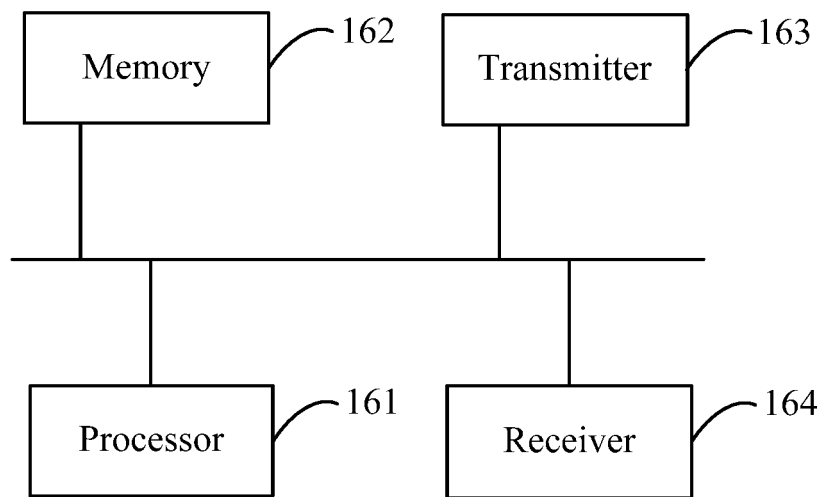 162
163
Memory
Transmitter
161
164
Processor
Receiver